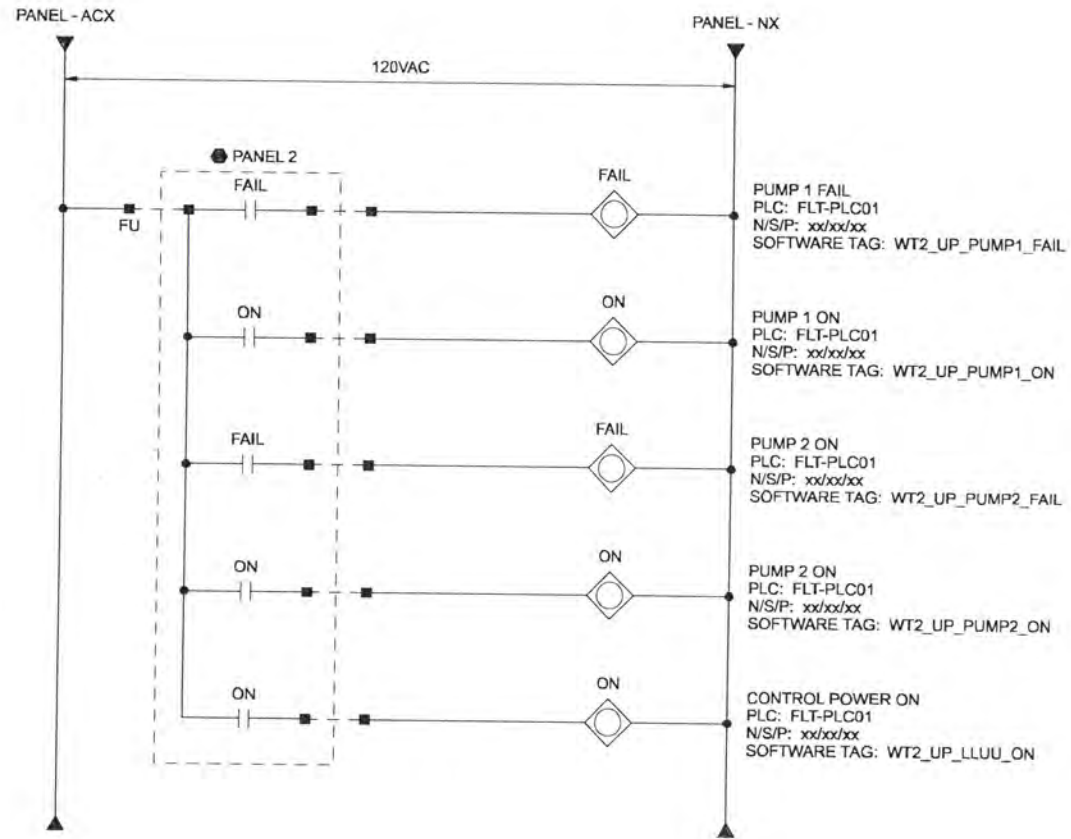 PANEL - ACX
PANEL - NX
120VAC
PANEL 2
FAIL
FAIL
FU
PUMP 1 FAIL
PLC: FLT-PLC01
N/S/P: xx/xx/xx
SOFTWARE TAG: WT2_UP_PUMP1_FAIL
ON
ON
PUMP 1 ON
PLC: FLT-PLC01
N/S/P: xx/xx/xx
SOFTWARE TAG: WT2_UP_PUMP1_ON
FAIL
FAIL
PUMP 2 ON
PLC: FLT-PLC01
N/S/P: xx/xx/xx
SOFTWARE TAG: WT2_UP_PUMP2_FAIL
ON
ON
PUMP 2 ON
PLC: FLT-PLC01
N/S/P: xx/xx/xx
SOFTWARE TAG: WT2_UP_PUMP2_ON
ON
ON
CONTROL POWER ON
PLC: FLT-PLC01
N/S/P: xx/xx/xx
SOFTWARE TAG: WT2_UP_LLUU_ON